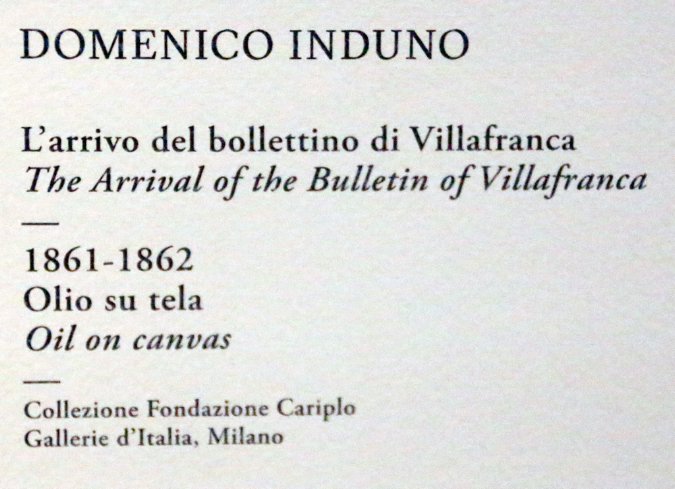 DOMENICO INDUNO
L'arrivo del bollettino di Villafranca
The Arrival of the Bulletin of Villafranca
1861-1862
Olio su tela
Oil on canvas
Collezione Fondazione Cariplo
Gallerie d'Italia, Milano